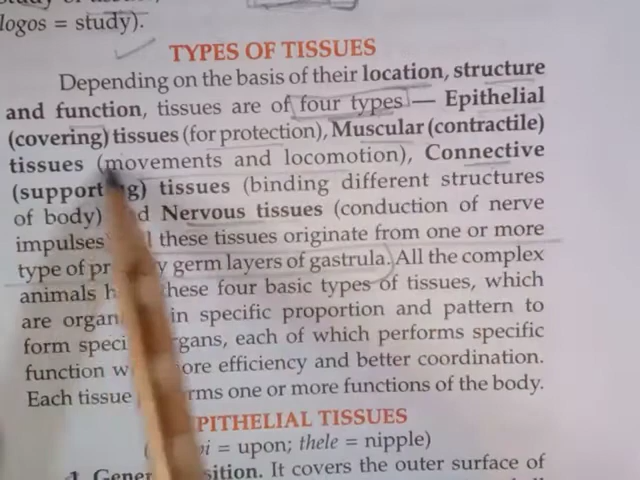 logos = study).
TYPES OF TISSUES
Depending on the basis of their location, structure
and function, tissues are of four types — Epithelial
(covering) tissues (for protection), Muscular (contractile)
tissues (movements and locomotion), Connective
(support g) tissues (binding different structures
of body) d Nervous tissues (conduction of nerve
impulses these tissues originate from one or more
type of pr y germ layers of gastrula. All the complex
animals h these four basic types of tissues, which
are organ in specific proportion and pattern to
form speci rgans, each of which performs specific
function w ore efficiency and better coordination.
Each tissue rms one or more functions of the body.
PITHELIAL TISSUES
pi = upon; thele = nipple)
1. Gener sition. It covers the outer surface of